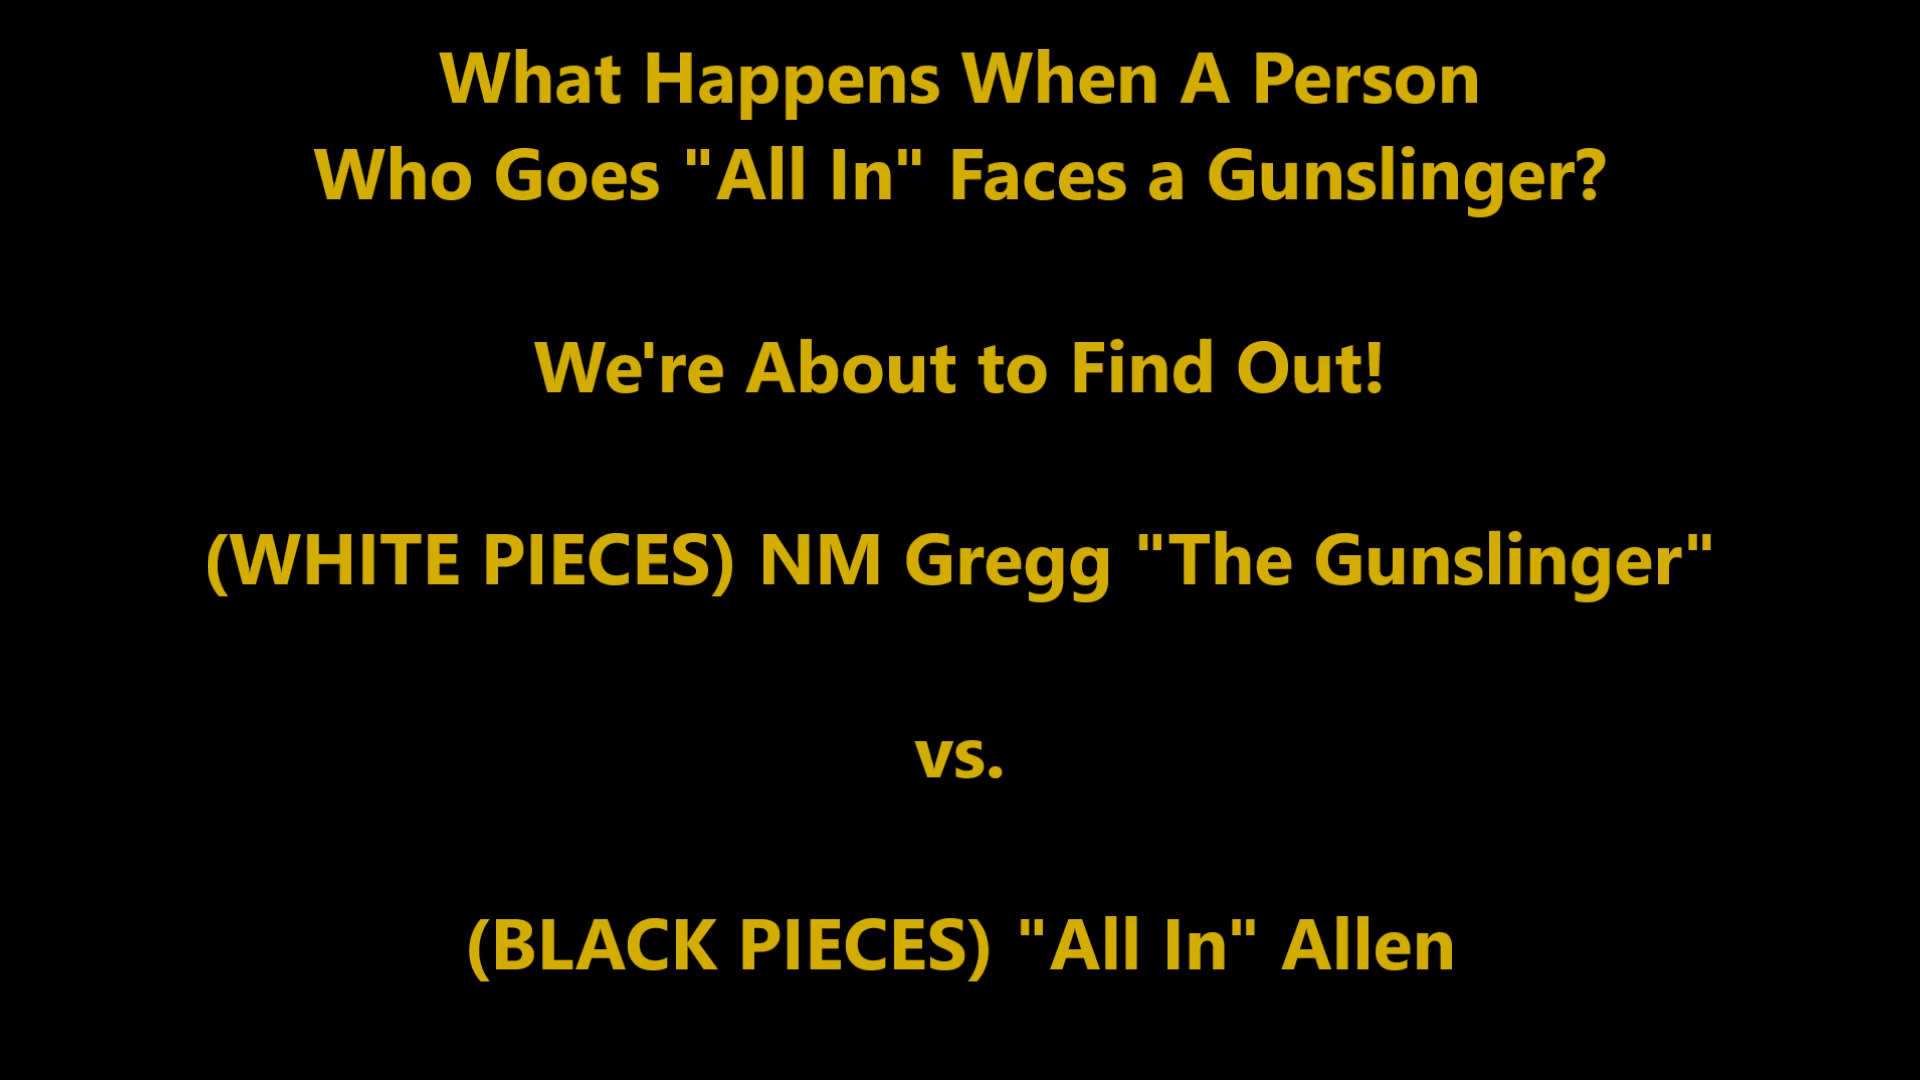 What Happens When A Person
Who Goes "All In" Faces a Gunslinger?
We're About to Find Out!
(WHITE PIECES) NM Gregg "The Gunslinger"
vs.
(BLACK PIECES) "All In" Allen